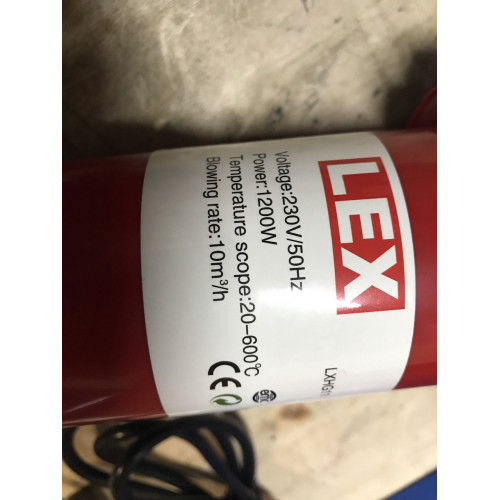 LEX
Voltage:230V/50Hz
Power:1200W
Temperature scope:20-600℃
Blowing rate:10m³/h
CE